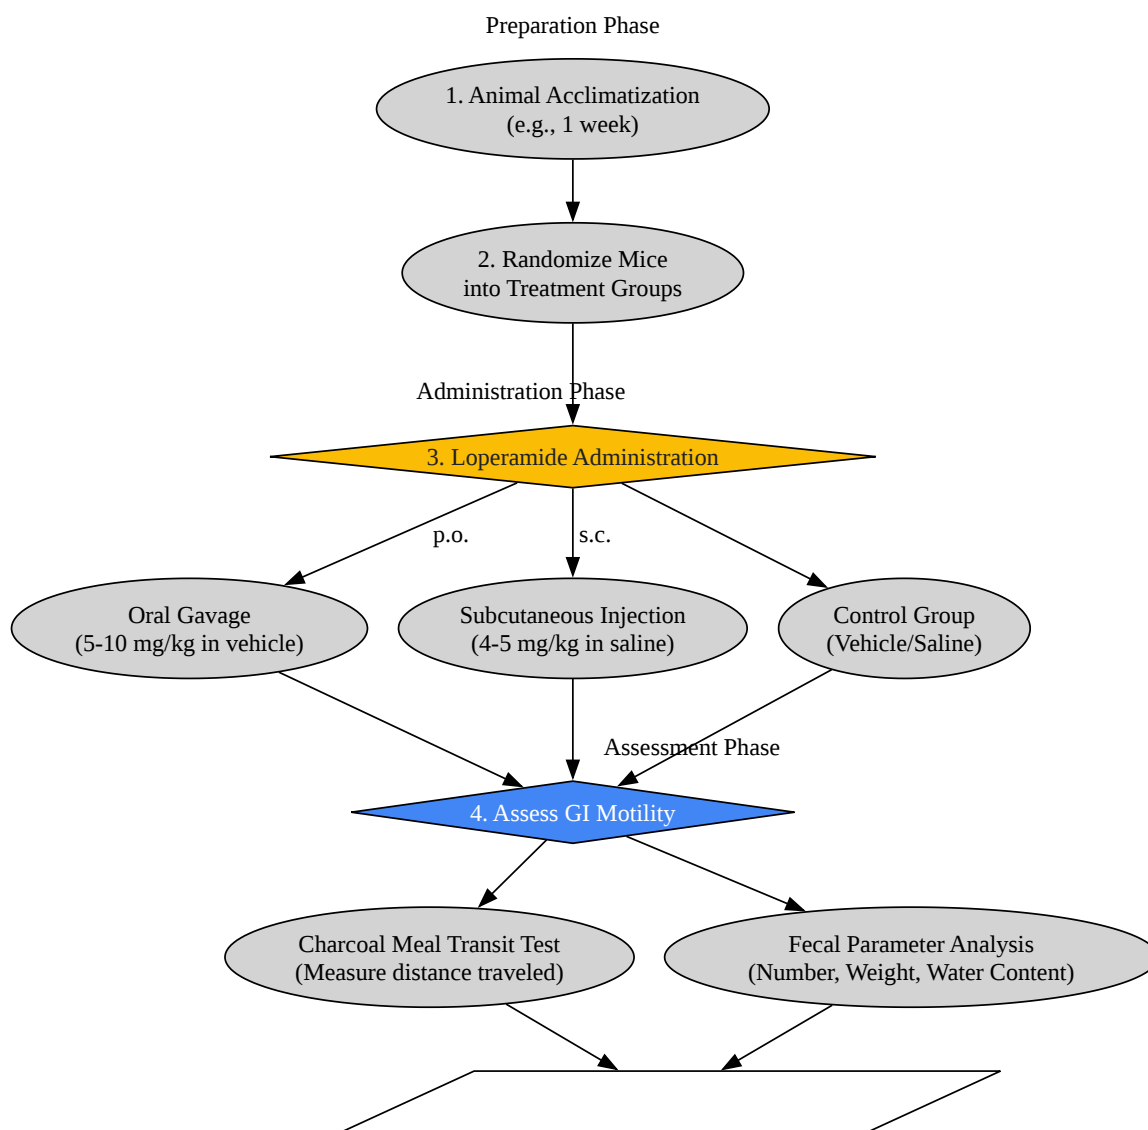 Preparation Phase
1. Animal Acclimatization
(e.g., 1 week)
2. Randomize Mice
into Treatment Groups
Administration Phase
3. Loperamide Administration
p.o.
s.c.
Oral Gavage
(5-10 mg/kg in vehicle)
Subcutaneous Injection
(4-5 mg/kg in saline)
Control Group
(Vehicle/Saline)
Assessment Phase
4. Assess GI Motility
Charcoal Meal Transit Test
(Measure distance traveled)
Fecal Parameter Analysis
(Number, Weight, Water Content)